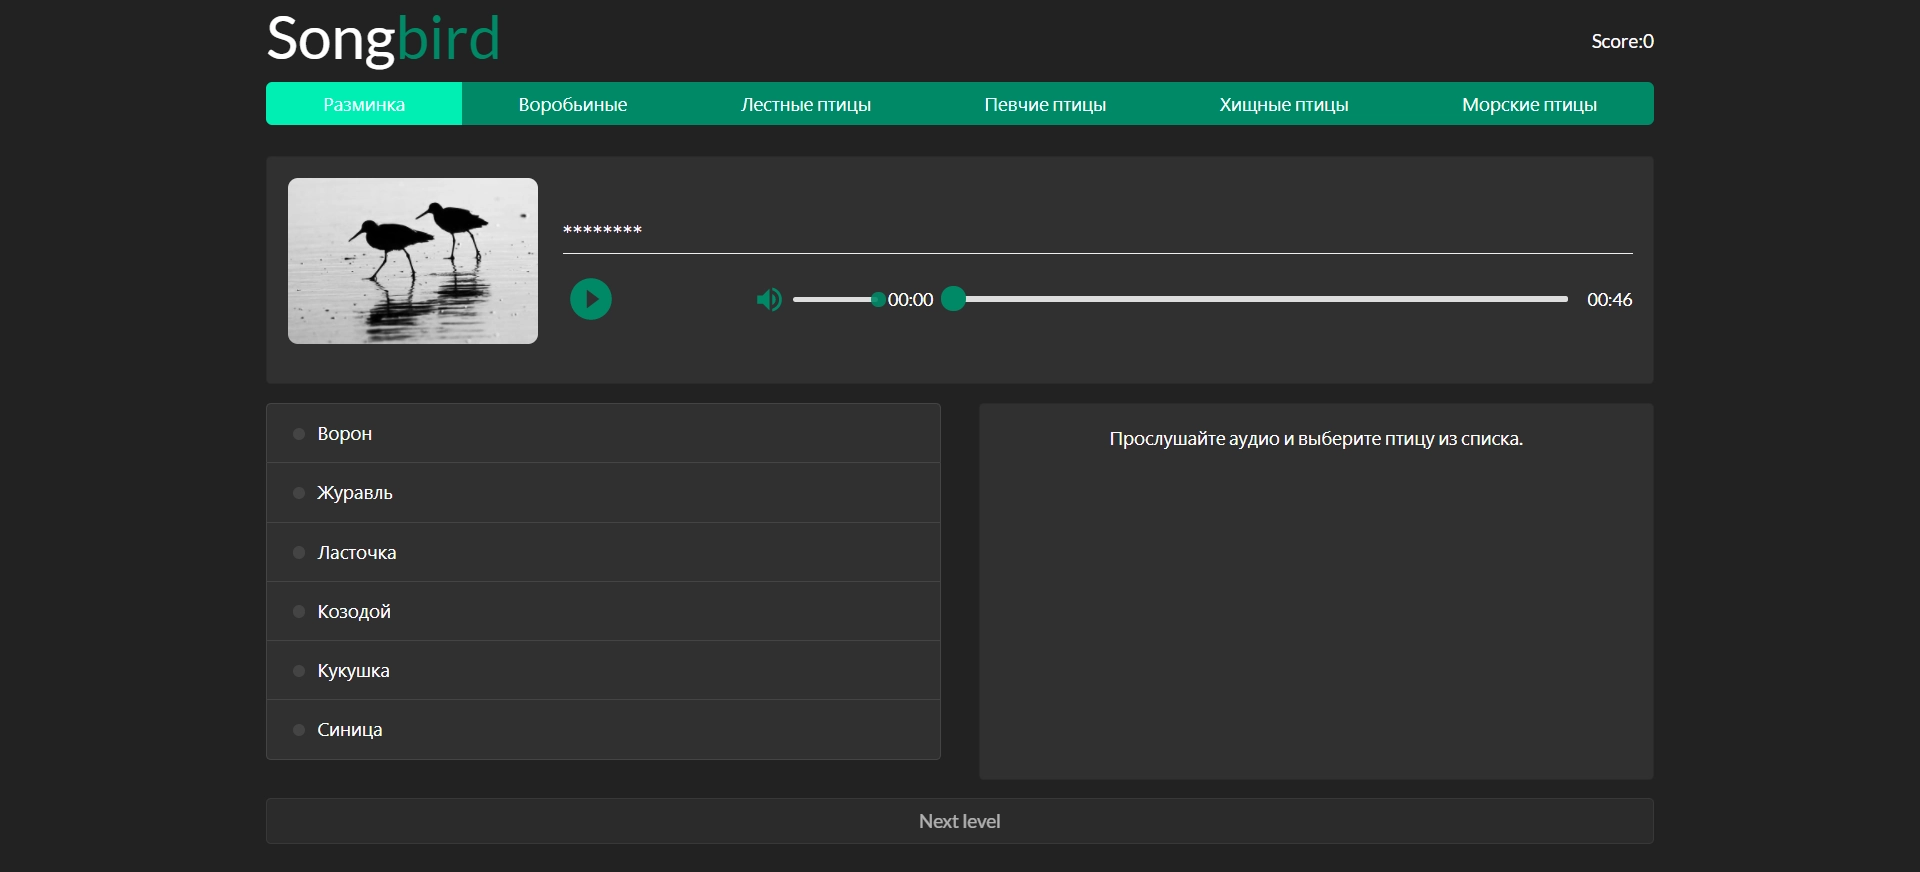 Songbird
Score:0
Разминка Воробьиные Лестные птицы Певчие птицы Хищные птицы Морские птицы
********
00:00 00:46
Ворон
Журавль
Ласточка
Козодой
Кукушка
Синица
Прослушайте аудио и выберите птицу из списка.
Next level